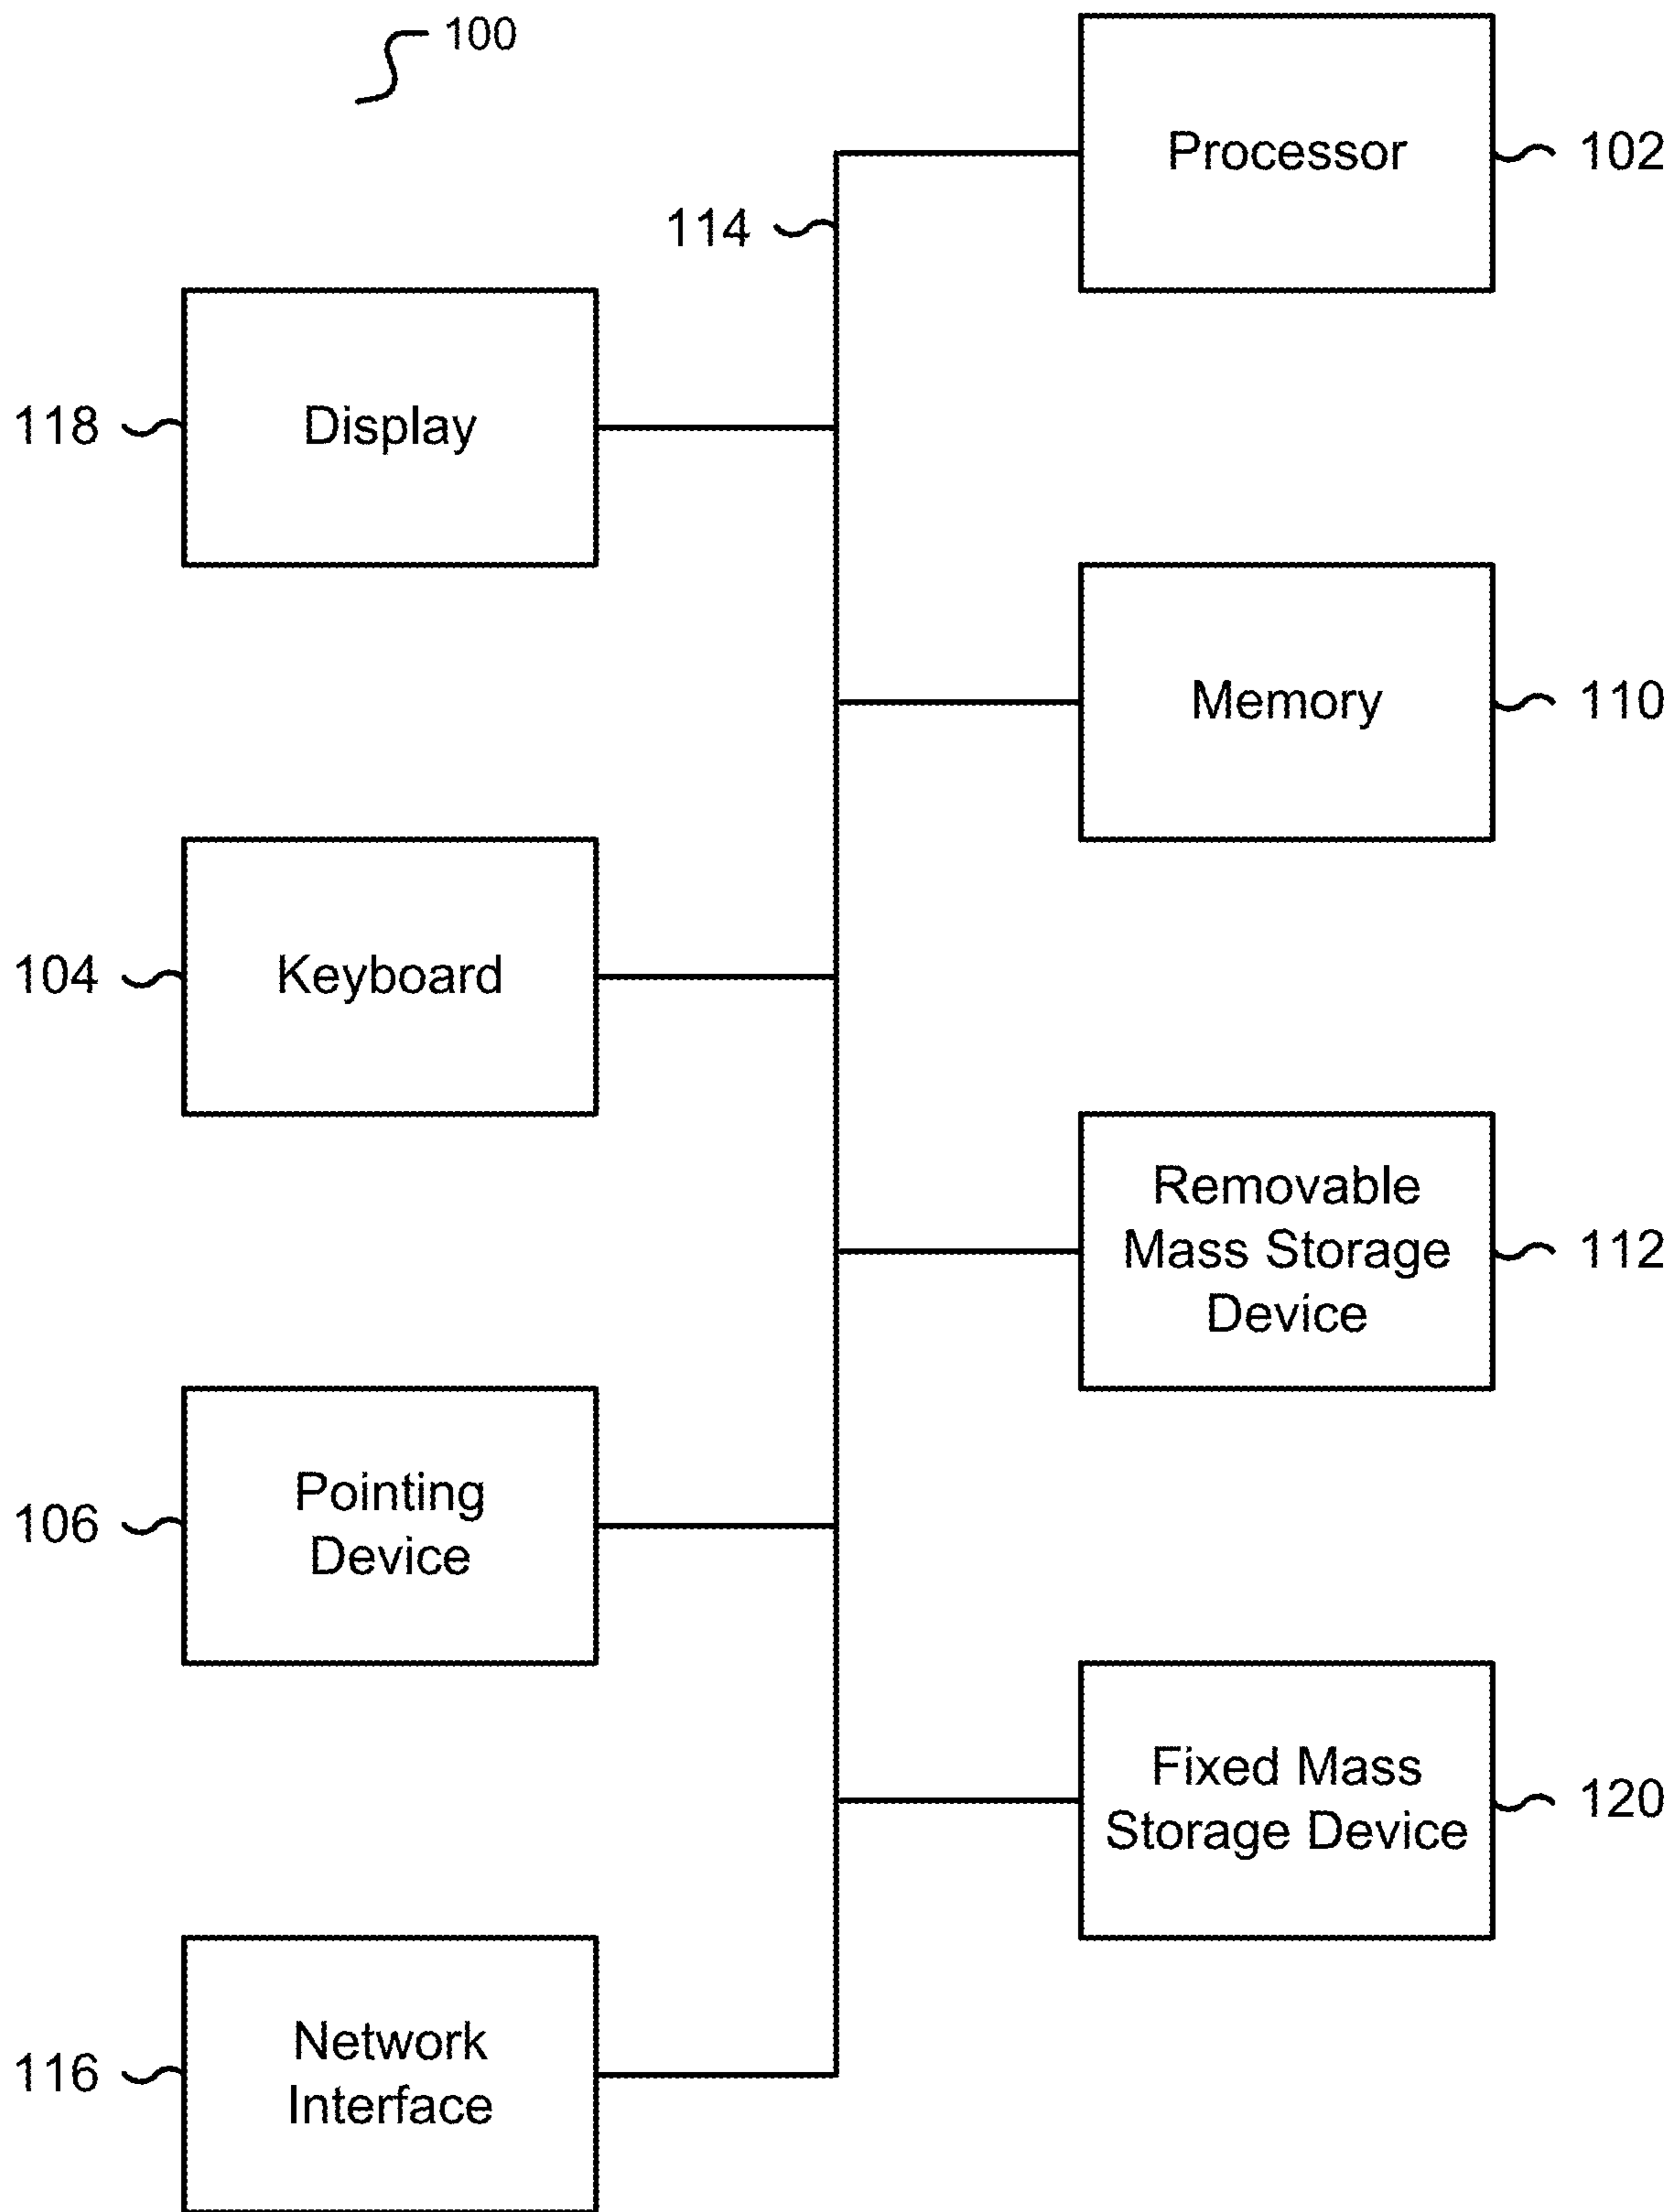 100
Processor
102
114
118
Display
Memory
110
104
Keyboard
Removable
Mass Storage
Device
112
106
Pointing
Device
Fixed Mass
Storage Device
120
116
Network
Interface